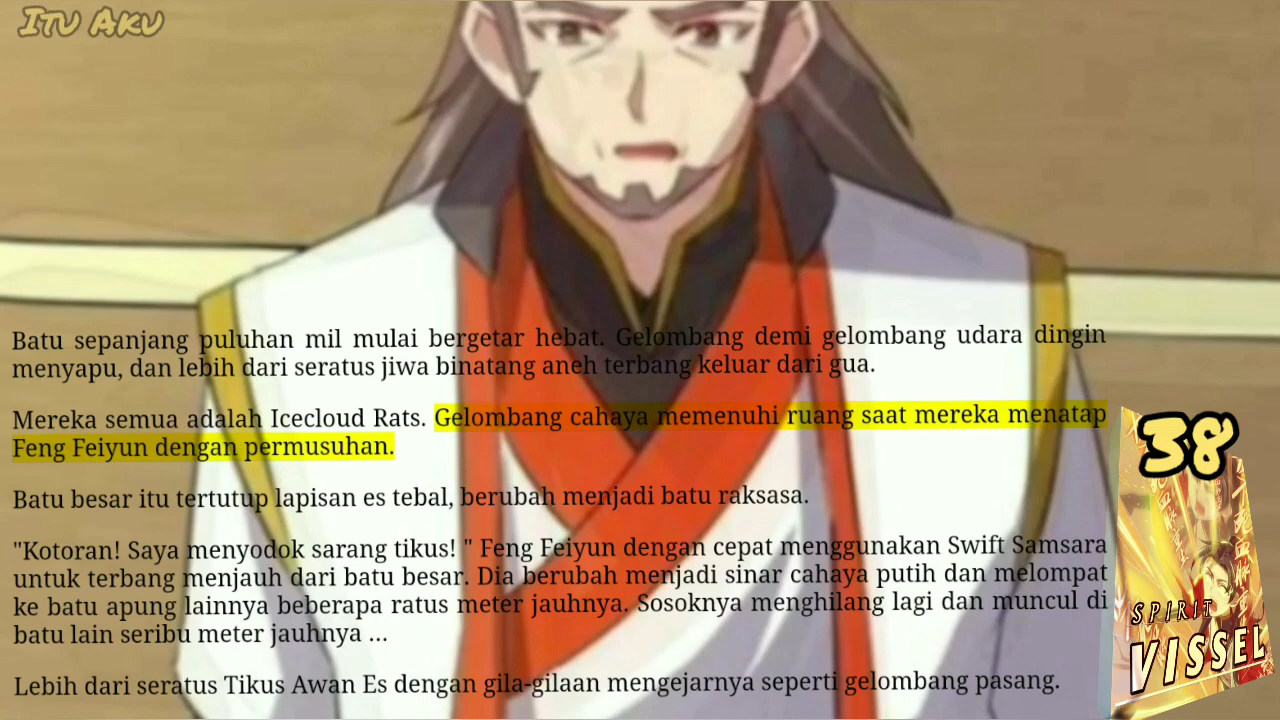 Itu Aku
Batu sepanjang puluhan mil mulai bergetar hebat. Gelombang demi gelombang udara dingin
menyapu, dan lebih dari seratus jiwa binatang aneh terbang keluar dari gua.
Mereka semua adalah Icecloud Rats. Gelombang cahaya memenuhi ruang saat mereka menatap
Feng Feiyun dengan permusuhan.
Batu besar itu tertutup lapisan es tebal, berubah menjadi batu raksasa.
"Kotoran! Saya menyodok sarang tikus! " Feng Feiyun dengan cepat menggunakan Swift Samsara
untuk terbang menjauh dari batu besar. Dia berubah menjadi sinar cahaya putih dan melompat
ke batu apung lainnya beberapa ratus meter jauhnya. Sosoknya menghilang lagi dan muncul di
batu lain seribu meter jauhnya ...
Lebih dari seratus Tikus Awan Es dengan gila-gilaan mengejarnya seperti gelombang pasang.
38
SPIRIT
VISSEL